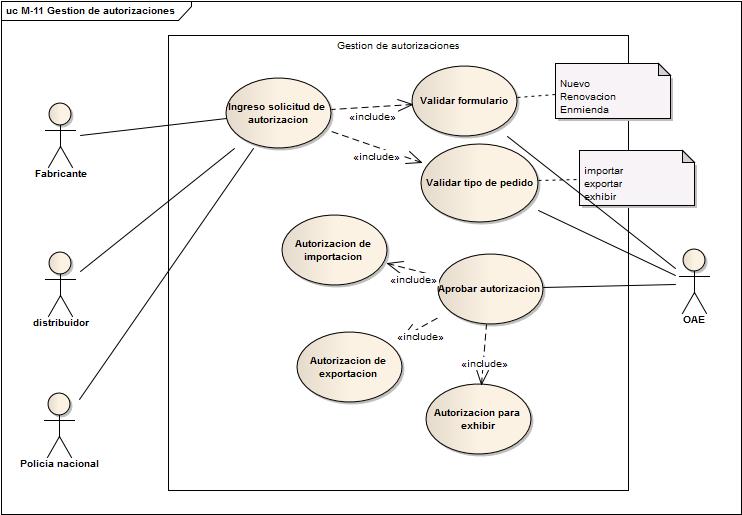 uc M-11 Gestion de autorizaciones
Gestion de autorizaciones
Fabricante
distribuidor
Policia nacional
Ingreso solicitud de
autorizacion
«include»
«include»
Validar formulario
Nuevo
Renovacion
Enmienda
Validar tipo de pedido
importar
exportar
exhibir
Autorizacion de
importacion
«include»
Aprobar autorizacion
«include»
Autorizacion de
exportacion
«include»
Autorizacion para
exhibir
OAE